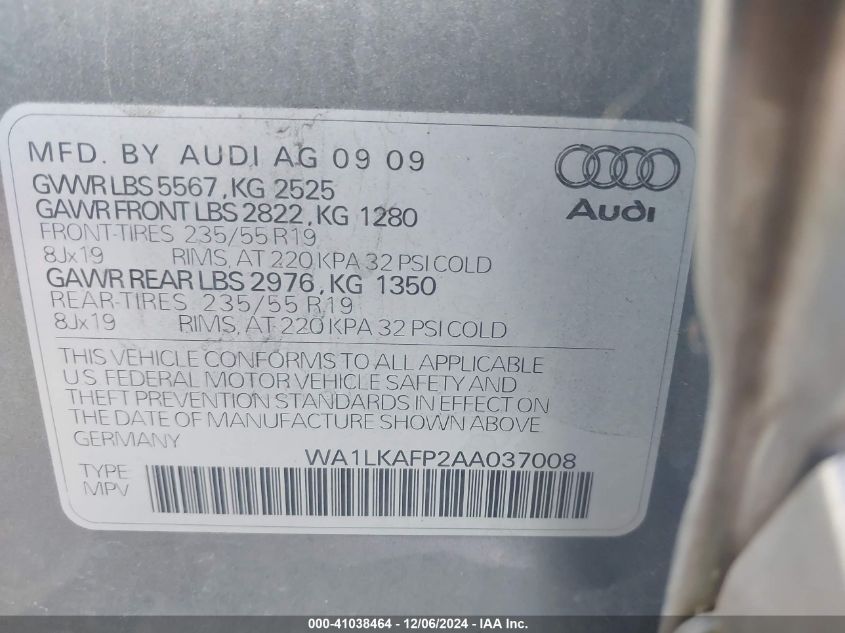 MFD. BY AUDI AG 09 09
GVWR LBS 5567, KG 2525
GAWR FRONT LBS 2822, KG 1280
FRONT-TIRES 235/55 R19
8Jx19 RIMS, AT 220 KPA 32 PSI COLD
GAWR REAR LBS 2976, KG 1350
REAR-TIRES 235/55 R19
8Jx19 RIMS, AT 220 KPA 32 PSI COLD
Audi
THIS VEHICLE CONFORMS TO ALL APPLICABLE
U.S. FEDERAL MOTOR VEHICLE SAFETY AND
THEFT PREVENTION STANDARDS IN EFFECT ON
THE DATE OF MANUFACTURE SHOWN ABOVE
GERMANY
WA1LKAFP2AA037008
TYPE
MPV
000-41038464 - 12/06/2024 - IAA Inc.